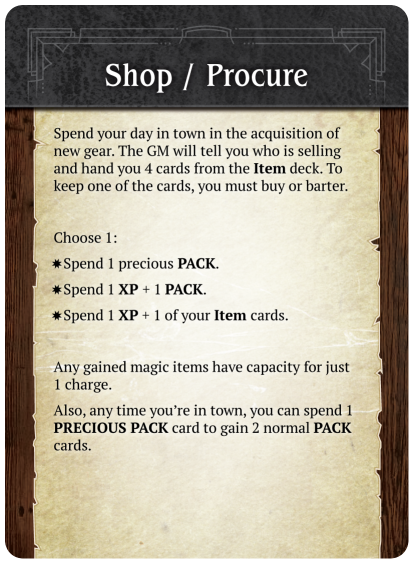 Shop / Procure
Spend your day in town in the acquisition of
new gear. The GM will tell you who is selling
and hand you 4 cards from the Item deck. To
keep one of the cards, you must buy or barter.
Choose 1:
✷Spend 1 precious PACK.
✷Spend 1 XP + 1 PACK.
✷Spend 1 XP + 1 of your Item cards.
Any gained magic items have capacity for just
1 charge.
Also, any time you’re in town, you can spend 1
PRECIOUS PACK card to gain 2 normal PACK
cards.